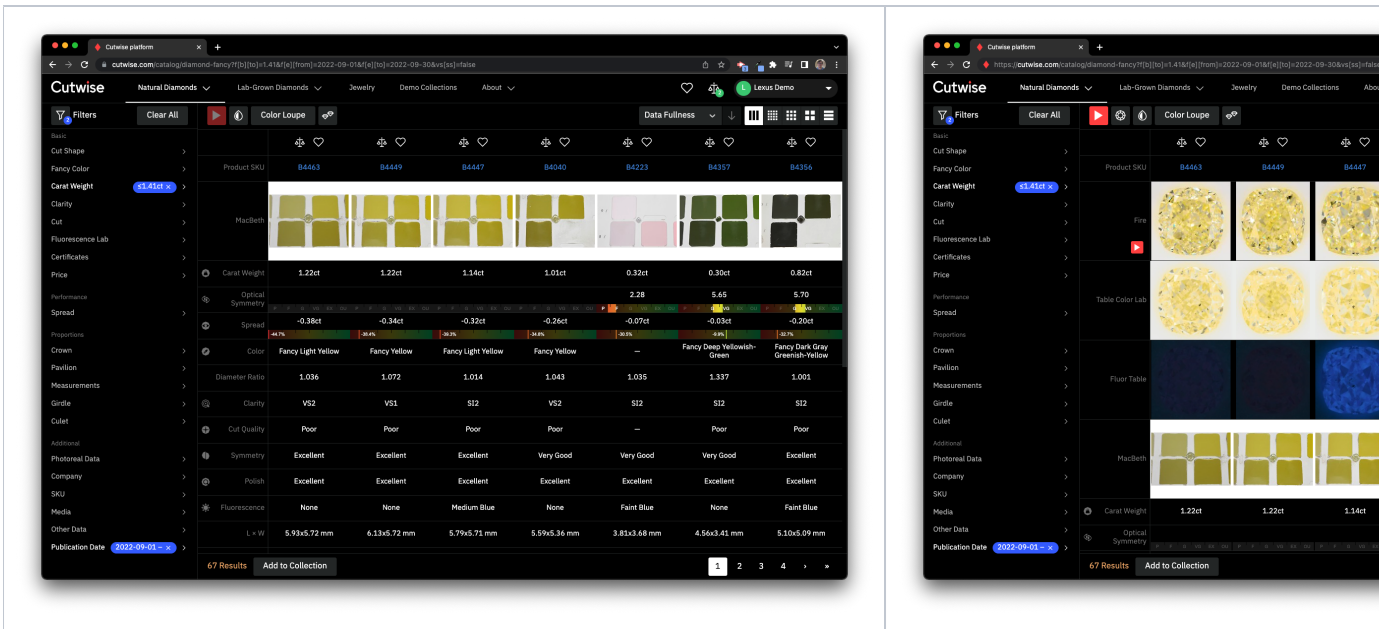 Cutwise platform × +
cutwise.com/catalog/diamond-fancy?f[b][to]=1.41&f[e][from]=2022-09-01&f[e][to]=2022-09-30&vs[ss]=false
Cutwise Natural Diamonds Lab-Grown Diamonds Jewelry Demo Collections About L Lexus Demo
Filters Clear All Color Loupe Data Fullness
Basic
Cut Shape
Fancy Color
Carat Weight ≤1.41ct ×
Clarity
Cut
Fluorescence Lab
Certificates
Price
Performance
Spread
Proportions
Crown
Pavilion
Measurements
Girdle
Culet
Additional
Photoreal Data
Company
SKU
Media
Other Data
Publication Date 2022-09-01 – ×
Product SKU B4463 B4449 B4447 B4040 B4223 B4357 B4356
MacBeth
Carat Weight 1.22ct 1.22ct 1.14ct 1.01ct 0.32ct 0.30ct 0.82ct
Optical Symmetry 2.28 5.65 5.70
Spread -0.38ct -0.34ct -0.32ct -0.26ct -0.07ct -0.03ct -0.20ct
-44.7% -38.4% -38.3% -34.8% -30.5% -9.9% -32.7%
Color Fancy Light Yellow Fancy Yellow Fancy Light Yellow Fancy Yellow — Fancy Deep Yellowish-Green Fancy Dark Gray Greenish-Yellow
Diameter Ratio 1.036 1.072 1.014 1.043 1.035 1.337 1.001
Clarity VS2 VS1 SI2 VS2 SI2 SI2 SI2
Cut Quality Poor Poor Poor Poor — Poor Poor
Symmetry Excellent Excellent Excellent Very Good Very Good Very Good Excellent
Polish Excellent Excellent Excellent Excellent Excellent Excellent Excellent
Fluorescence None None Medium Blue None Faint Blue None Faint Blue
L × W 5.93x5.72 mm 6.13x5.72 mm 5.79x5.71 mm 5.59x5.36 mm 3.81x3.68 mm 4.56x3.41 mm 5.10x5.09 mm
67 Results Add to Collection 1 2 3 4 › »
Cutwise platform × +
https://cutwise.com/catalog/diamond-fancy?f[b][to]=1.41&f[e][from]=2022-09-01&f[e][to]=2022-09-30&vs[ss]=false
Cutwise Natural Diamonds Lab-Grown Diamonds Jewelry Demo Collections Abou
Filters Clear All Color Loupe
Basic
Cut Shape
Fancy Color
Carat Weight ≤1.41ct ×
Clarity
Cut
Fluorescence Lab
Certificates
Price
Performance
Spread
Proportions
Crown
Pavilion
Measurements
Girdle
Culet
Additional
Photoreal Data
Company
SKU
Media
Other Data
Publication Date 2022-09-01 – ×
Product SKU B4463 B4449 B4447
Fire
Table Color Lab
Fluor Table
MacBeth
Carat Weight 1.22ct 1.22ct 1.14ct
Optical Symmetry
67 Results Add to Collection